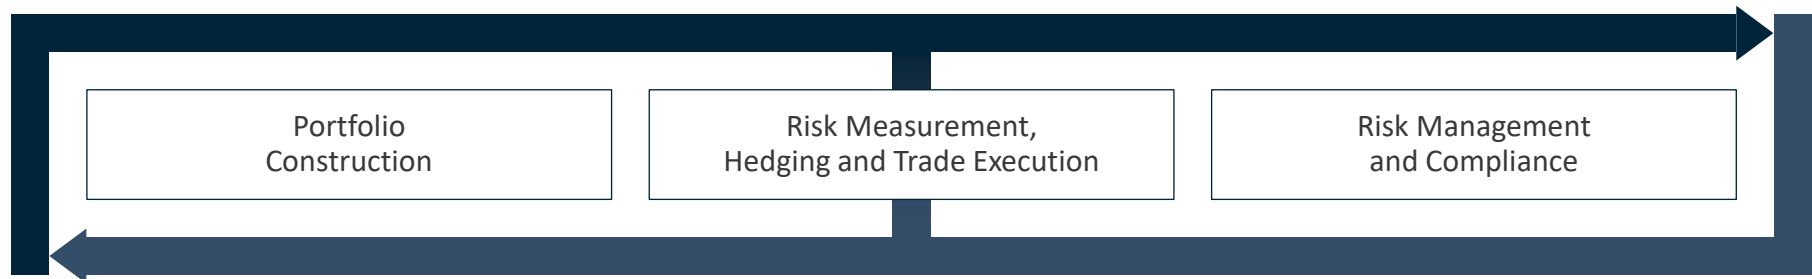 Portfolio
Construction
Risk Measurement,
Hedging and Trade Execution
Risk Management
and Compliance